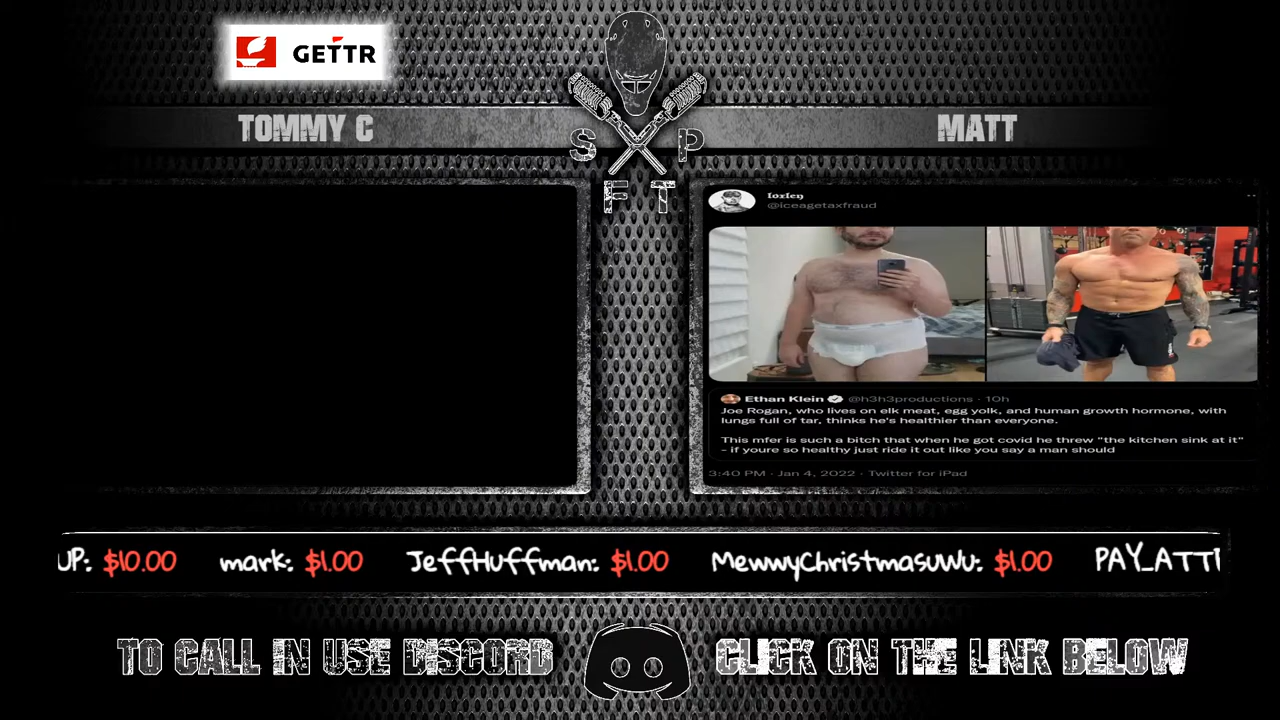 GETTR
TOMMY C
MATT
S P
F T
loxley
@iceagetaxfraud
Ethan Klein @h3h3productions · 10h
Joe Rogan, who lives on elk meat, egg yolk, and human growth hormone, with
lungs full of tar, thinks he's healthier than everyone.
This mfer is such a bitch that when he got covid he threw "the kitchen sink at it"
- if youre so healthy just ride it out like you say a man should
3:40 PM · Jan 4, 2022 · Twitter for iPad
UP: $10.00 mark: $1.00 JeffHuffman: $1.00 MewwyChristmasUwU: $1.00 PAY_ATTI
TO CALL IN USE DISCORD CLICK ON THE LINK BELOW